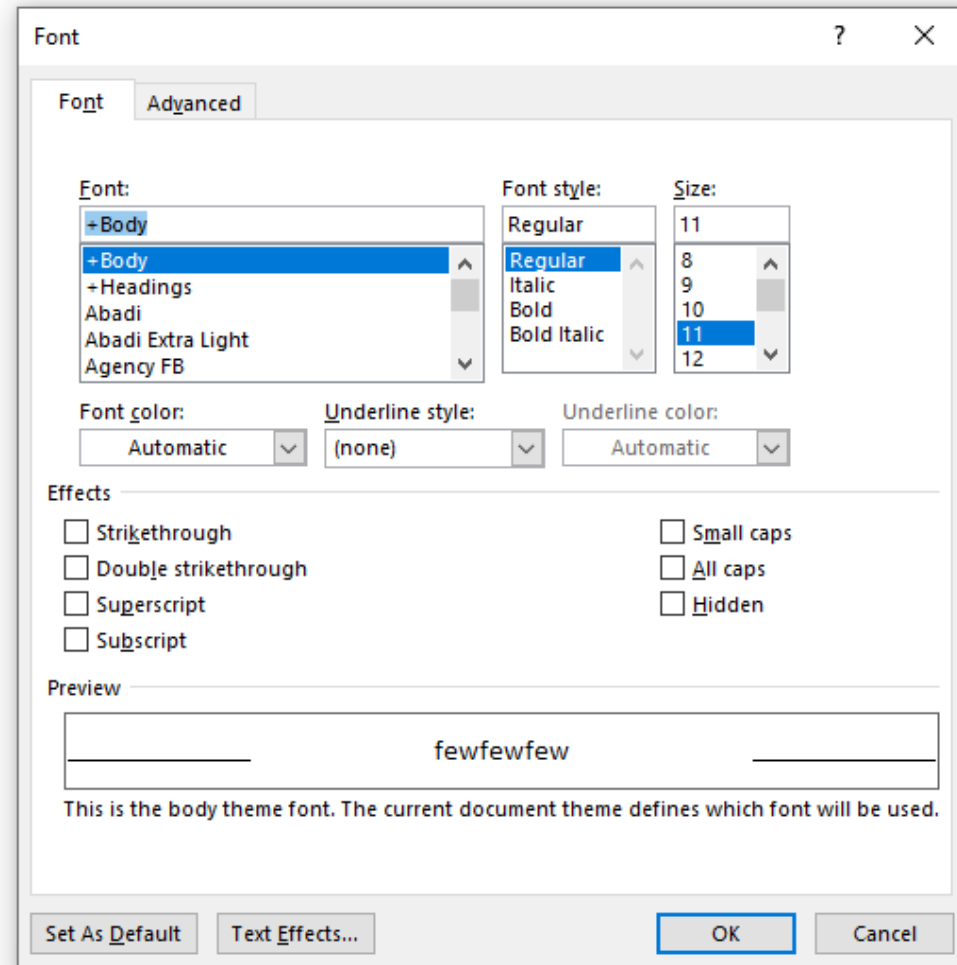 Font ?
Font Advanced
Font: Font style: Size:
+Body Regular 11
+Body Regular 8
+Headings Italic 9
Abadi Bold 10
Abadi Extra Light Bold Italic 11
Agency FB 12
Font color: Underline style: Underline color:
Automatic (none) Automatic
Effects
Strikethrough Small caps
Double strikethrough All caps
Superscript Hidden
Subscript
Preview
fewfewfew
This is the body theme font. The current document theme defines which font will be used.
Set As Default Text Effects... OK Cancel